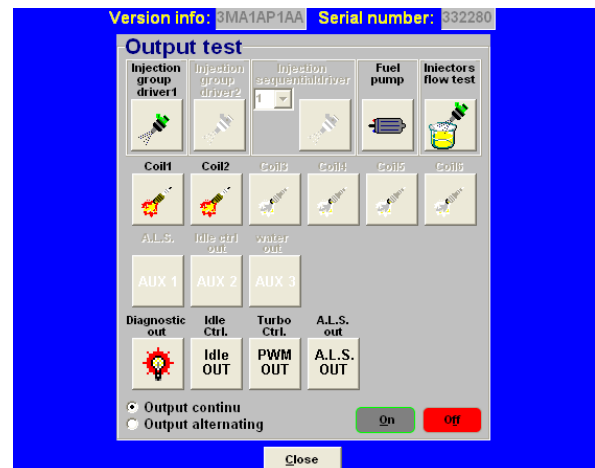 Version info: 3MA1AP1AA Serial number: 332280
Output test
Injection group driver1
Injection group driver2
Injection sequentialdriver
1
Fuel pump
Injectors flow test
Coil1 Coil2 Coil3 Coil4 Coil5 Coil6
A.L.S. Idle ctrl out water out
AUX 1 AUX 2 AUX 3
Diagnostic out
Idle Ctrl.
Turbo Ctrl.
A.L.S. out
Idle OUT
PWM OUT
A.L.S. OUT
Output continu
Output alternating
On Off
Close